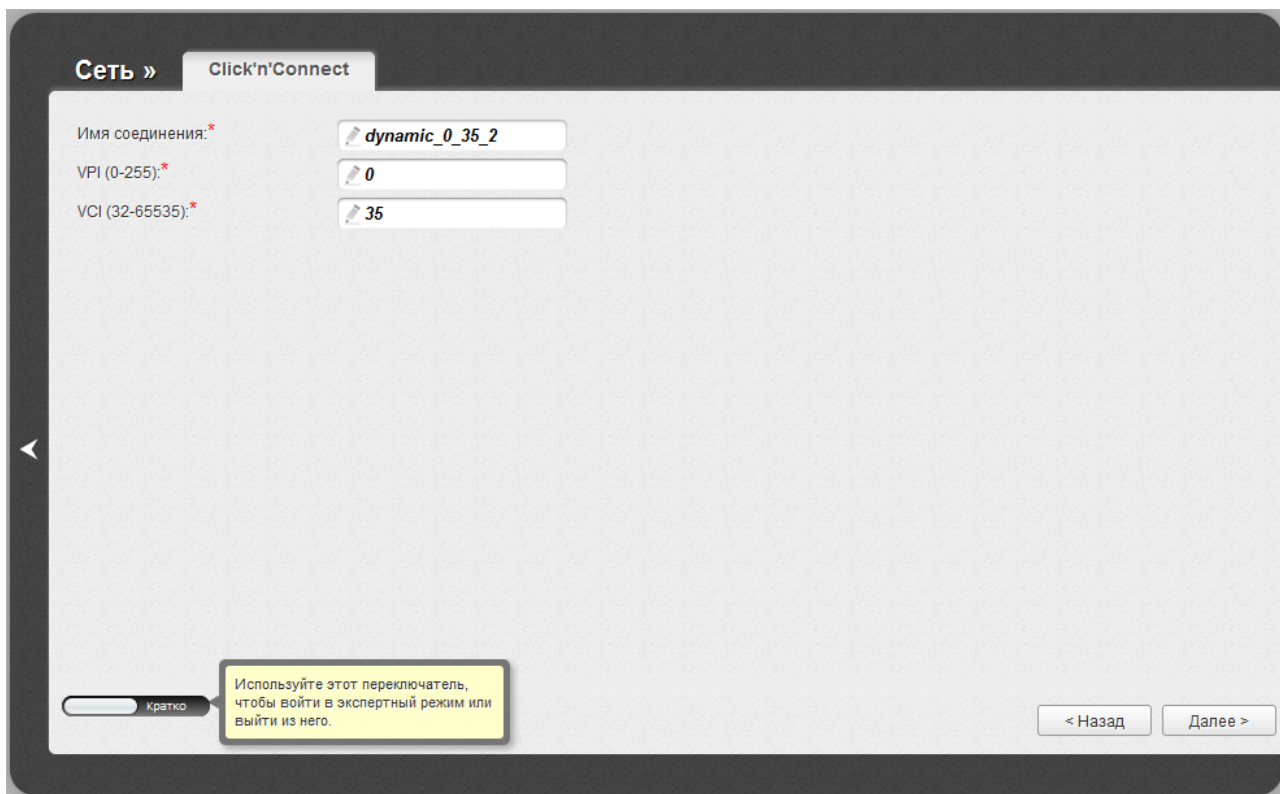 Сеть »
Click'n'Connect
Имя соединения:*
dynamic_0_35_2
VPI (0-255):*
0
VCI (32-65535):*
35
Кратко
Используйте этот переключатель,
чтобы войти в экспертный режим или
выйти из него.
< Назад
Далее >